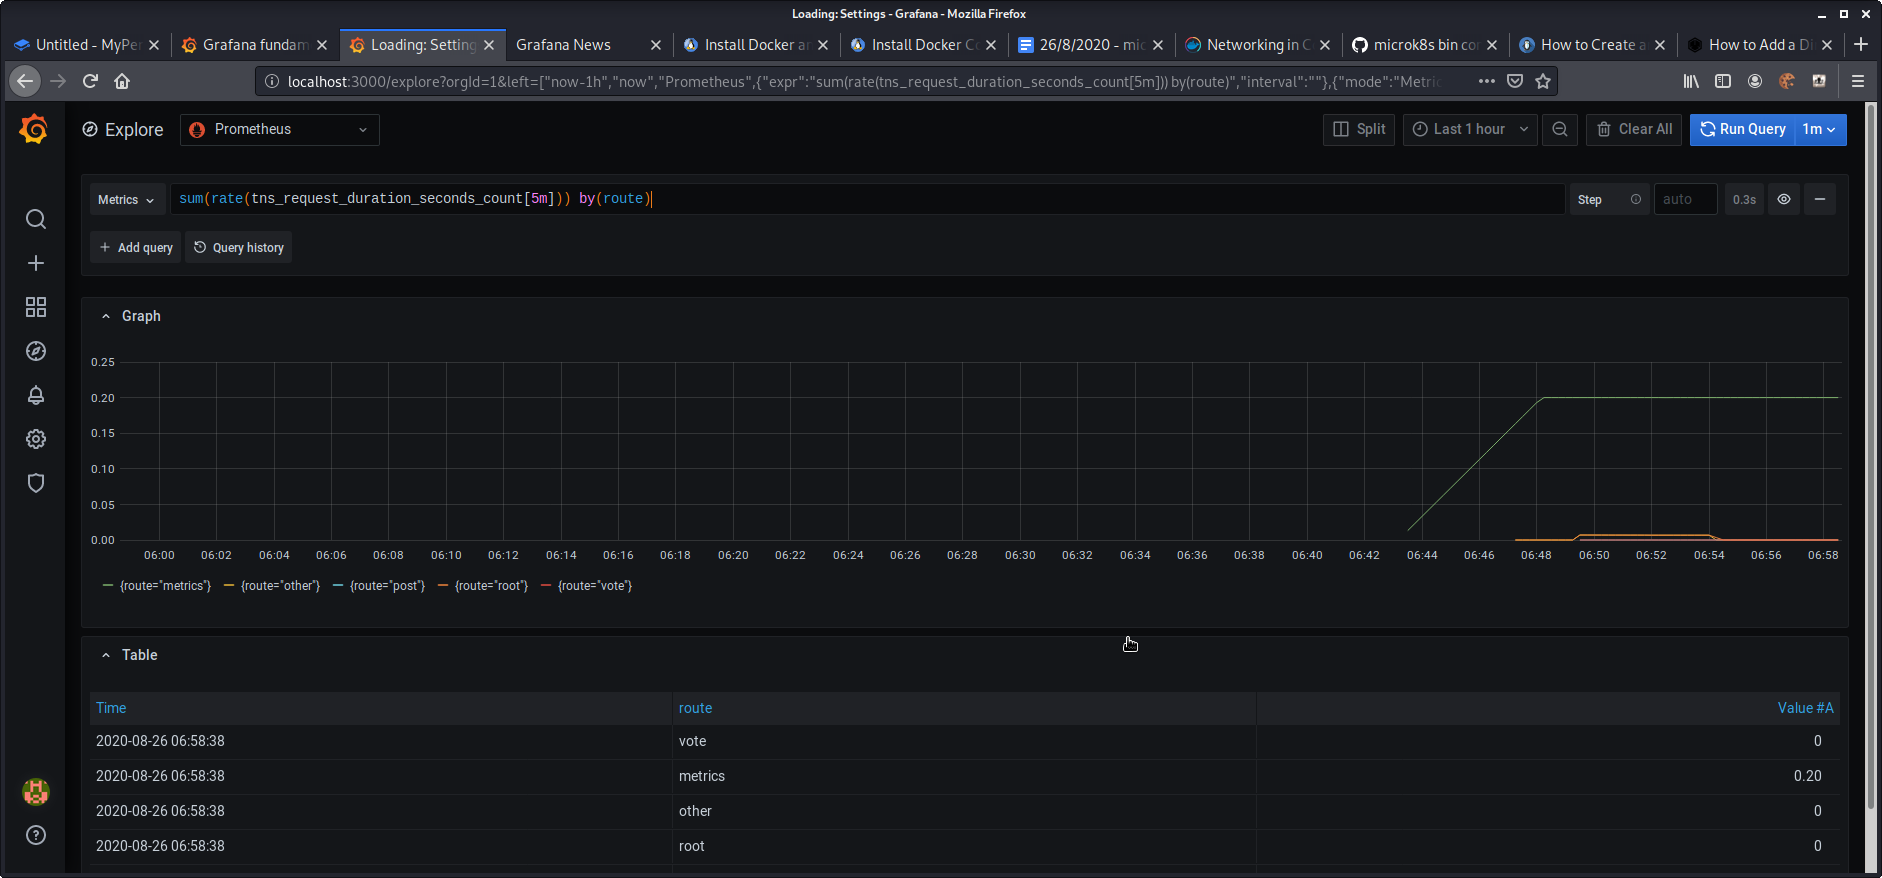 Loading: Settings - Grafana - Mozilla Firefox
Untitled - MyPe
Grafana fundam
Loading: Setting
Grafana News
Install Docker a
Install Docker C
26/8/2020 - mic
Networking in C
microk8s bin co
How to Create a
How to Add a D
localhost:3000/explore?orgId=1&left=["now-1h","now","Prometheus",{"expr":"sum(rate(tns_request_duration_seconds_count[5m])) by(route)","interval":""},{"mode":"Metric
Explore Prometheus Split Last 1 hour Clear All Run Query 1m
Metrics sum(rate(tns_request_duration_seconds_count[5m])) by(route) Step auto 0.3s
+ Add query Query history
Graph
0.25
0.20
0.15
0.10
0.05
0.00
06:00 06:02 06:04 06:06 06:08 06:10 06:12 06:14 06:16 06:18 06:20 06:22 06:24 06:26 06:28 06:30 06:32 06:34 06:36 06:38 06:40 06:42 06:44 06:46 06:48 06:50 06:52 06:54 06:56 06:58
{route="metrics"} {route="other"} {route="post"} {route="root"} {route="vote"}
Table
Time route Value #A
2020-08-26 06:58:38 vote 0
2020-08-26 06:58:38 metrics 0.20
2020-08-26 06:58:38 other 0
2020-08-26 06:58:38 root 0